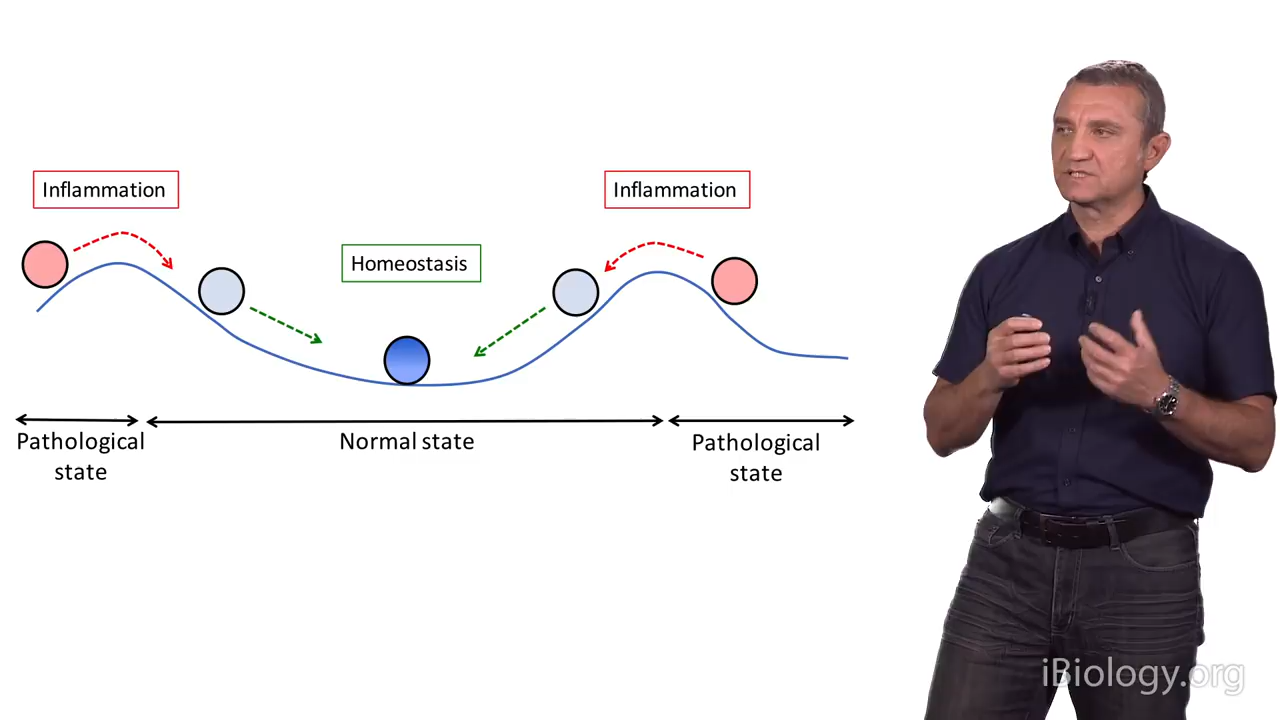 Inflammation
Inflammation
Homeostasis
Pathological
state
Normal state
Pathological
state
iBiology.org